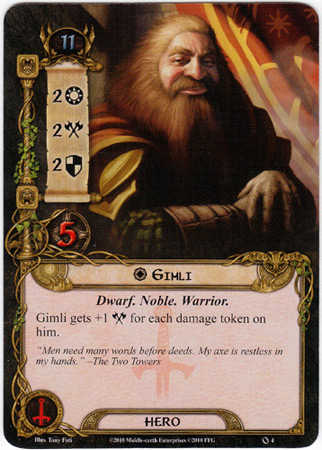 11
2
2
2
5
Gimli
Dwarf. Noble. Warrior.
Gimli gets +1 for each damage token on
him.
"Men need many words before deeds. My axe is restless in
my hands." –The Two Towers
HERO
Illus. Tony Foti ©2010 Middle-earth Enterprises ©2010 FFG 4